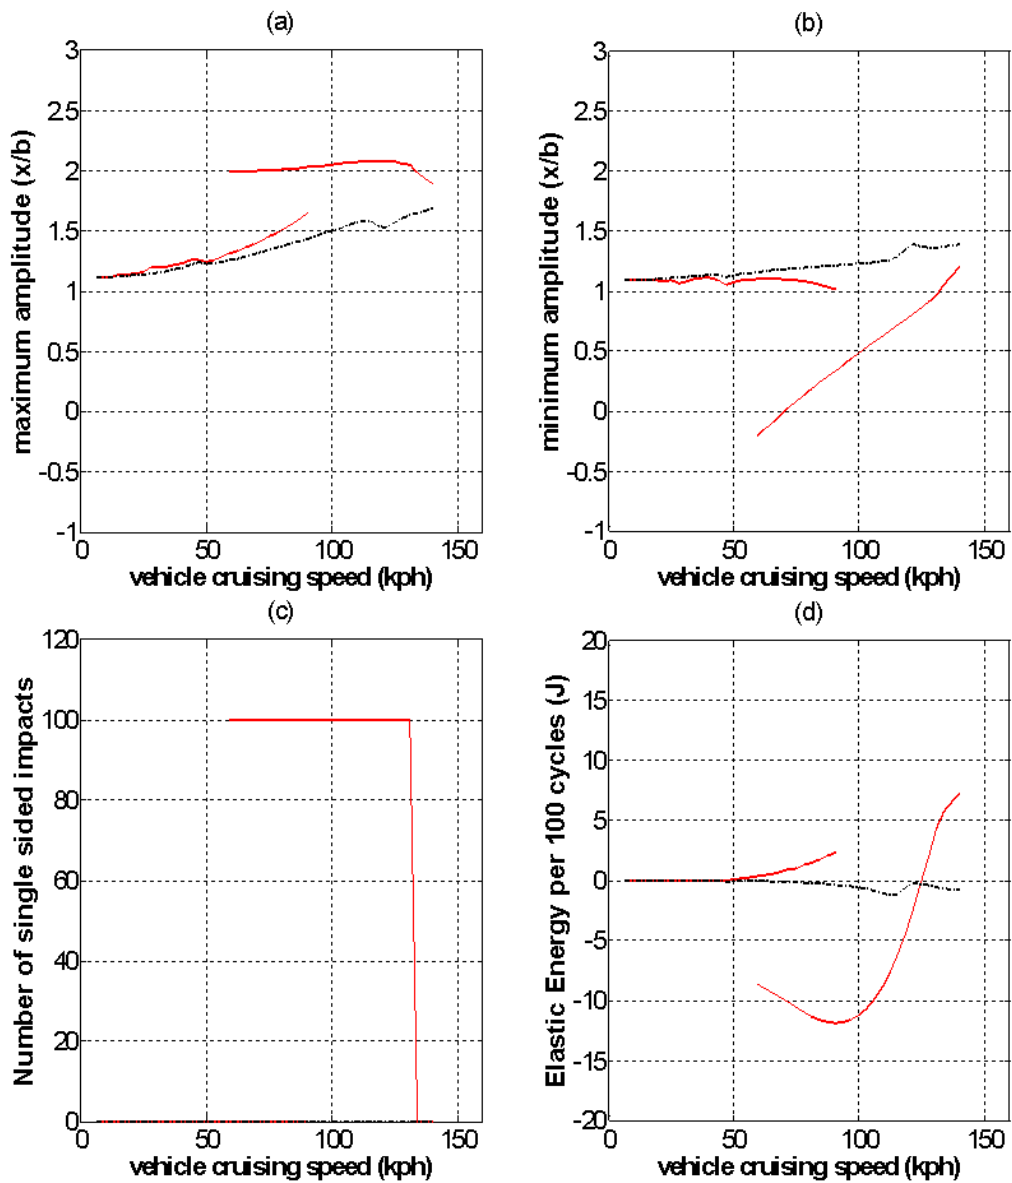 (a)
3
2.5
2
1.5
1
0.5
0
-0.5
-1
maximum amplitude (x/b)
0 50 100 150
vehicle cruising speed (kph)
(b)
3
2.5
2
1.5
1
0.5
0
-0.5
-1
minimum amplitude (x/b)
0 50 100 150
vehicle cruising speed (kph)
(c)
120
100
80
60
40
20
0
Number of single sided impacts
0 50 100 150
vehicle cruising speed (kph)
(d)
20
15
10
5
0
-5
-10
-15
-20
Elastic Energy per 100 cycles (J)
0 50 100 150
vehicle cruising speed (kph)